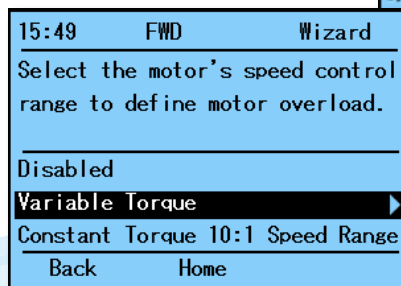 15:49 FWD Wizard
Select the motor's speed control
range to define motor overload.
Disabled
Variable Torque
Constant Torque 10:1 Speed Range
Back Home